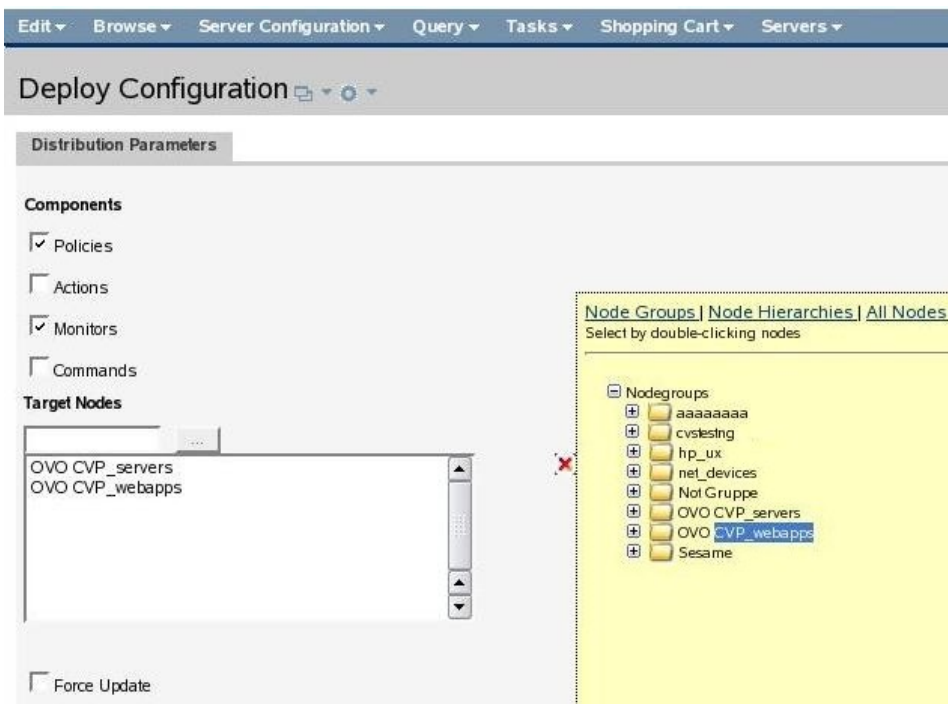 Edit Browse Server Configuration Query Tasks Shopping Cart Servers
Deploy Configuration
Distribution Parameters
Components
Policies
Actions
Monitors
Commands
Target Nodes
...
OVO CVP_servers
OVO CVP_webapps
Force Update
Node Groups | Node Hierarchies | All Nodes
Select by double-clicking nodes
Nodegroups
aaaaaaaa
cvstestng
hp_ux
net_devices
Not Gruppe
OVO CVP_servers
OVO CVP_webapps
Sesame